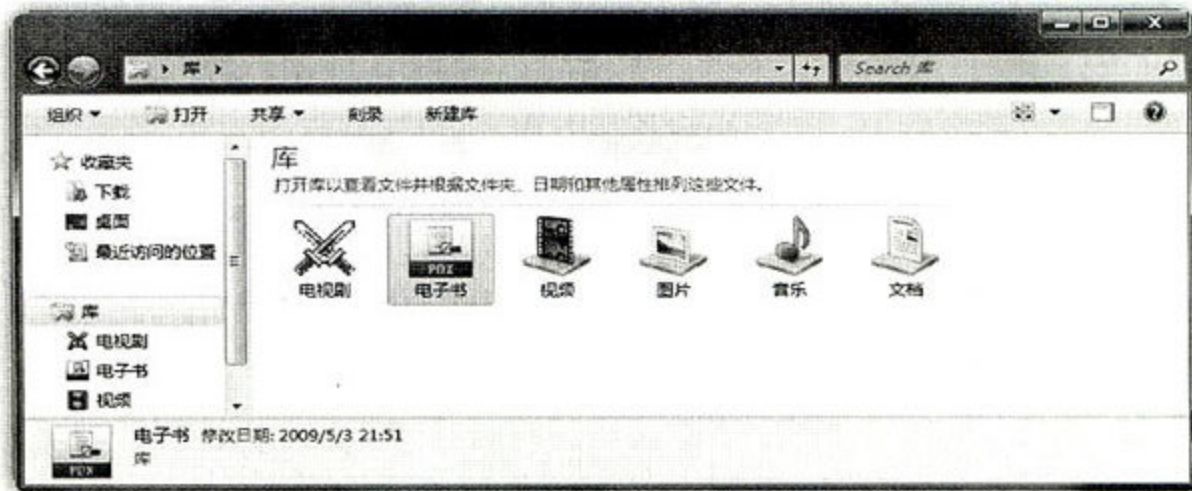 库
Search 库
组织 打开 共享 刻录 新建库
收藏夹
下载
桌面
最近访问的位置
库
电视剧
电子书
视频
库
打开库以查看文件并根据文件夹、日期和其他属性排列这些文件。
电视剧 电子书 视频 图片 音乐 文档
PDX
电子书 修改日期: 2009/5/3 21:51
库
PDX